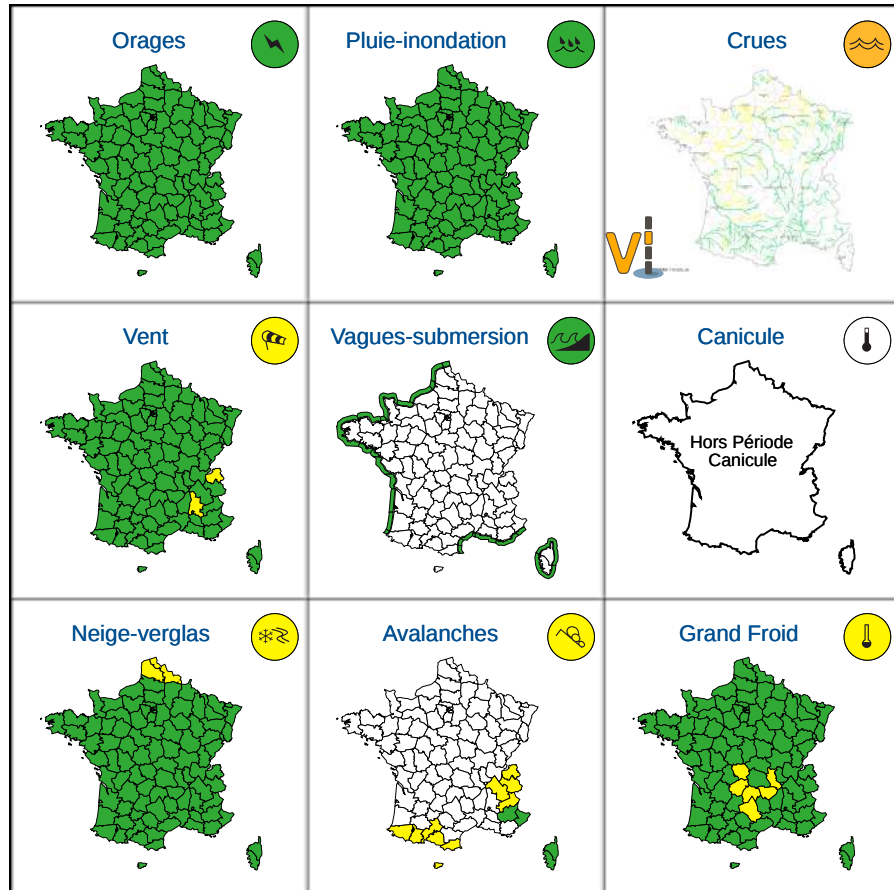 Orages
Pluie-inondation
Crues
Vent
Vagues-submersion
Canicule
Hors Période
Canicule
Neige-verglas
Avalanches
Grand Froid